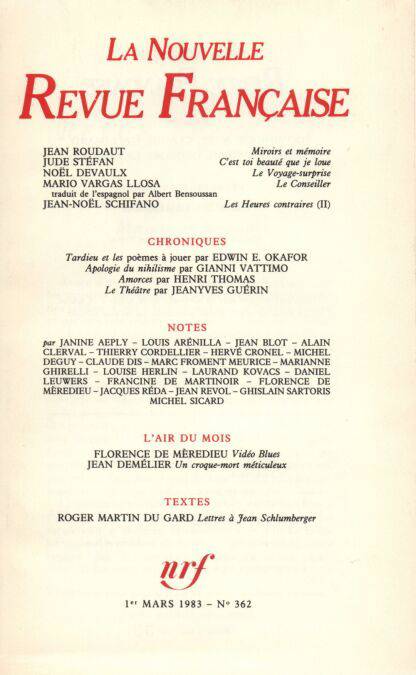 LA NOUVELLE
REVUE FRANÇAISE
JEAN ROUDAUT Miroirs et mémoire
JUDE STÉFAN C'est toi beauté que je loue
NOËL DEVAULX Le Voyage-surprise
MARIO VARGAS LLOSA Le Conseiller
traduit de l'espagnol par Albert Bensoussan
JEAN-NOËL SCHIFANO Les Heures contraires (II)
CHRONIQUES
Tardieu et les poèmes à jouer par EDWIN E. OKAFOR
Apologie du nihilisme par GIANNI VATTIMO
Amorces par HENRI THOMAS
Le Théâtre par JEANYVES GUÉRIN
NOTES
par JANINE AEPLY – LOUIS ARÉNILLA – JEAN BLOT – ALAIN
CLERVAL – THIERRY CORDELLIER – HERVÉ CRONEL – MICHEL
DEGUY – CLAUDE DIS – MARC FROMENT MEURICE – MARIANNE
GHIRELLI – LOUISE HERLIN – LAURAND KOVACS – DANIEL
LEUWERS – FRANCINE DE MARTINOIR – FLORENCE DE
MÈREDIEU – JACQUES RÉDA – JEAN REVOL – GHISLAIN SARTORIS
MICHEL SICARD
L'AIR DU MOIS
FLORENCE DE MÈREDIEU Vidéo Blues
JEAN DEMÉLIER Un croque-mort méticuleux
TEXTES
ROGER MARTIN DU GARD Lettres à Jean Schlumberger
nrf
1er MARS 1983 – No 362